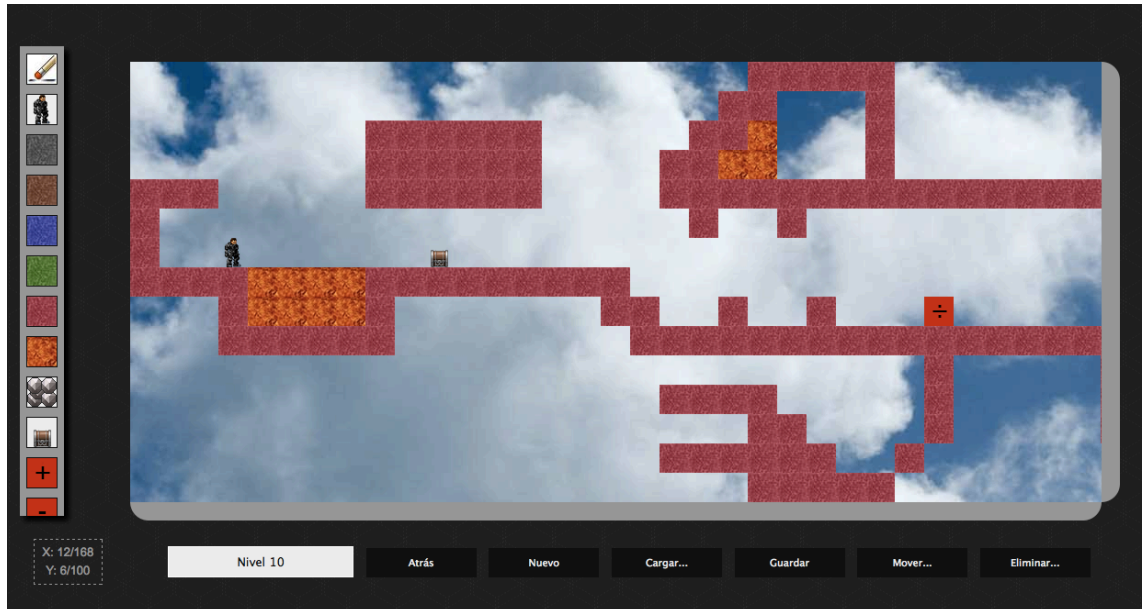 +
-
÷
X: 12/168
Y: 6/100
Nivel 10
Atrás
Nuevo
Cargar...
Guardar
Mover...
Eliminar...